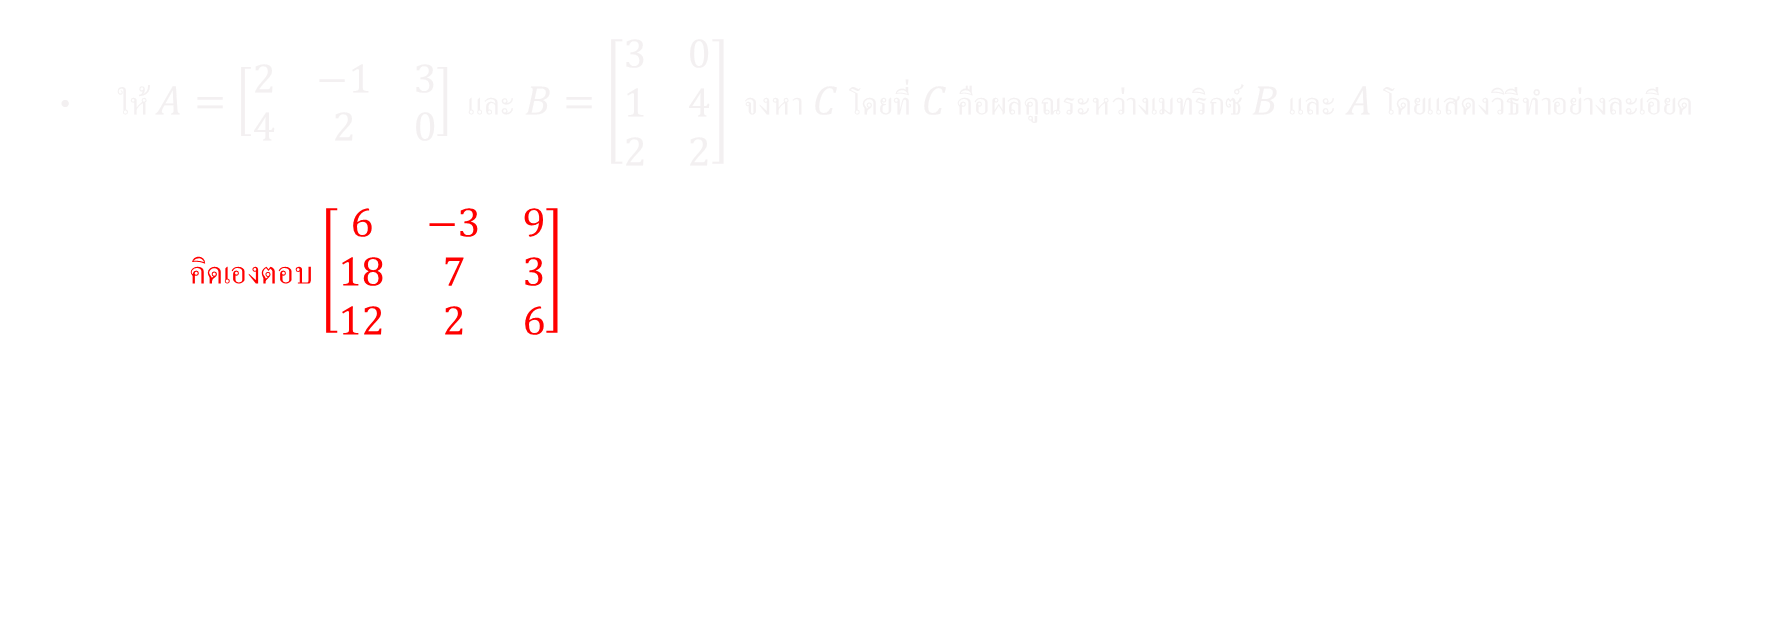 • ให้ A = [2 −1 3; 4 2 0] และ B = [3 0; 1 4; 2 2] จงหา C โดยที่ C คือผลคูณระหว่างเมทริกซ์ B และ A โดยแสดงวิธีทำอย่างละเอียด
คิดเองตอบ [6 −3 9; 18 7 3; 12 2 6]